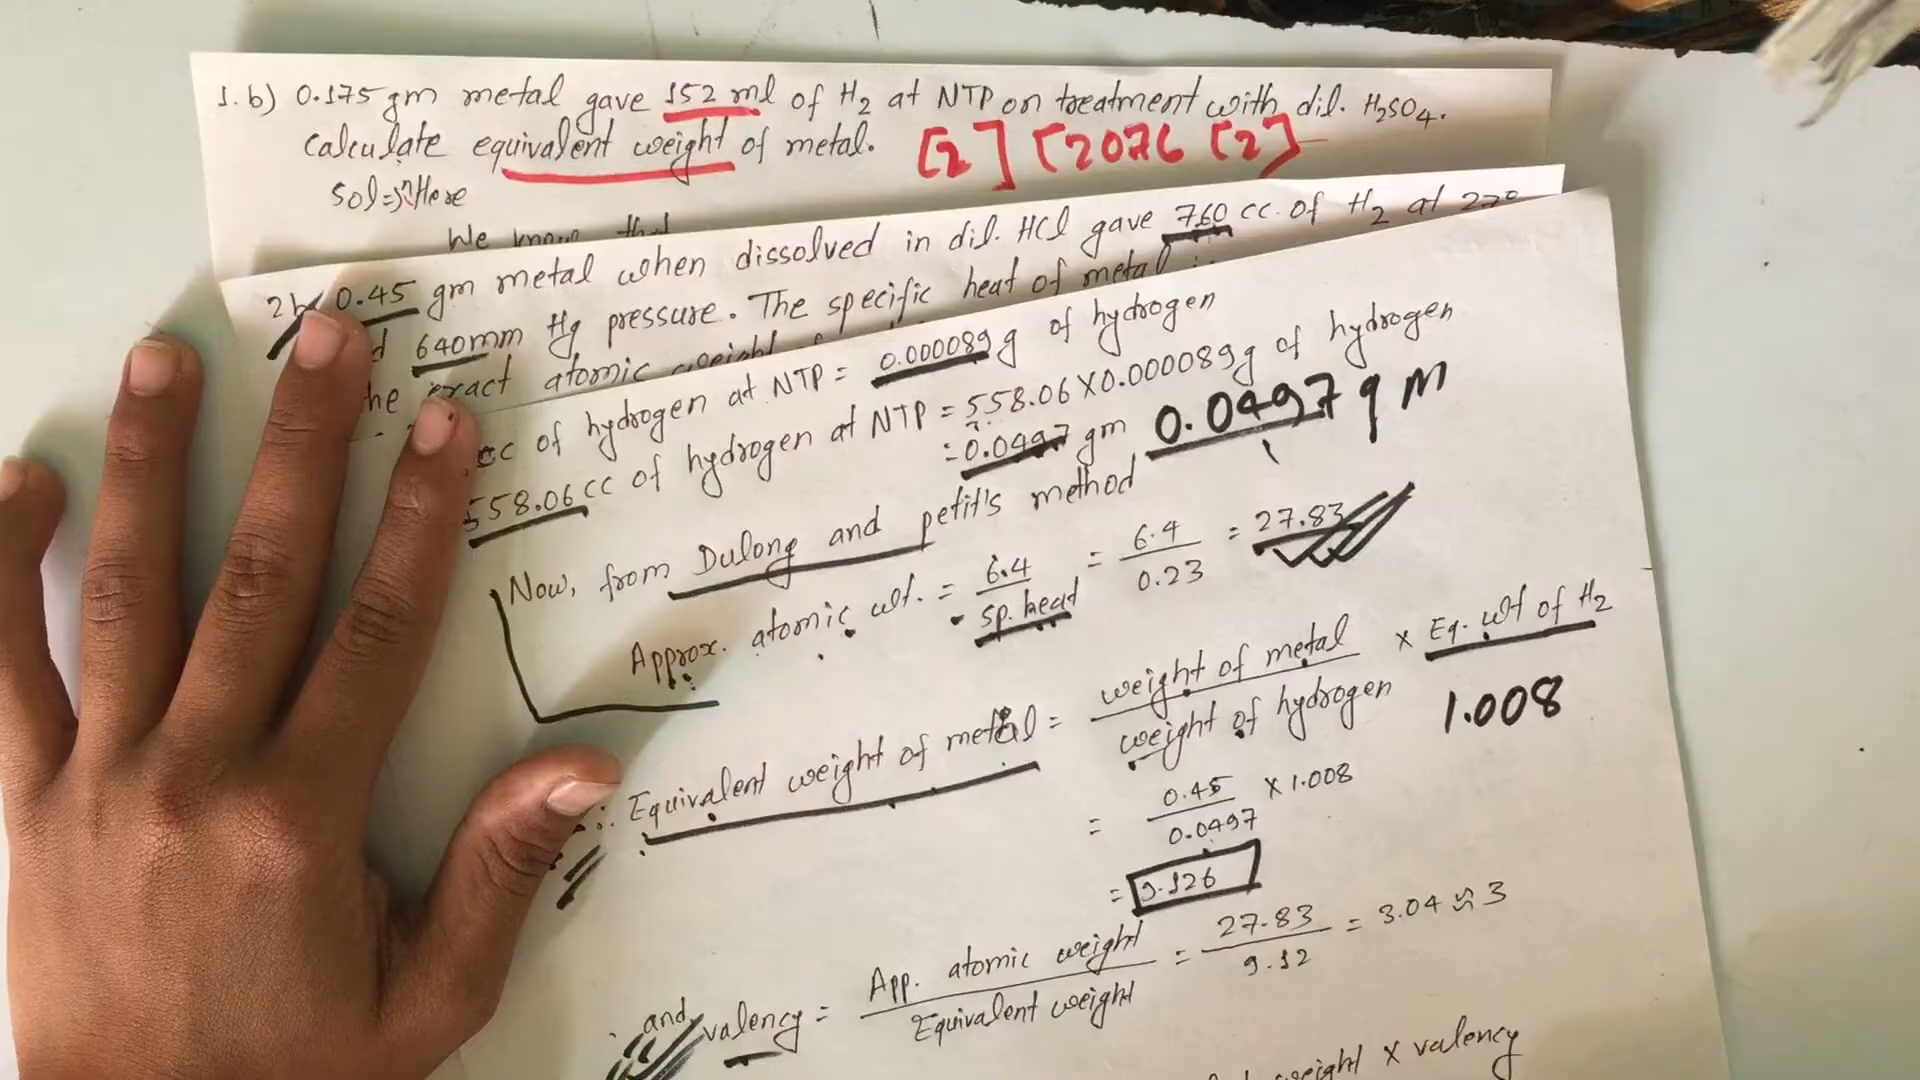 1.b) 0.175 gm metal gave 152 ml of H2 at NTP on treatment with dil. H2SO4.
Calculate equivalent weight of metal. [2] [2076 [2]
Here
We know that
0.45 gm metal when dissolved in dil. HCl gave 760 cc. of H2 at 27°
640mm Hg pressure. The specific heat of metal
exact atomic weight
cc of hydrogen at NTP = 0.000089 g of hydrogen
558.06 cc of hydrogen at NTP = 558.06 X 0.000089 g of hydrogen
= 0.0497 gm 0.0497 gm
Now, from Dulong and petit's method
Approx. atomic wt. = 6.4 / sp. heat = 6.4 / 0.23 = 27.83
∴ Equivalent weight of metal = weight of metal / weight of hydrogen x Eq. wt of H2
1.008
= 0.45 / 0.0497 x 1.008
= 9.126
and valency = App. atomic weight / Equivalent weight = 27.83 / 9.12 = 3.04 ≈ 3
weight x valency